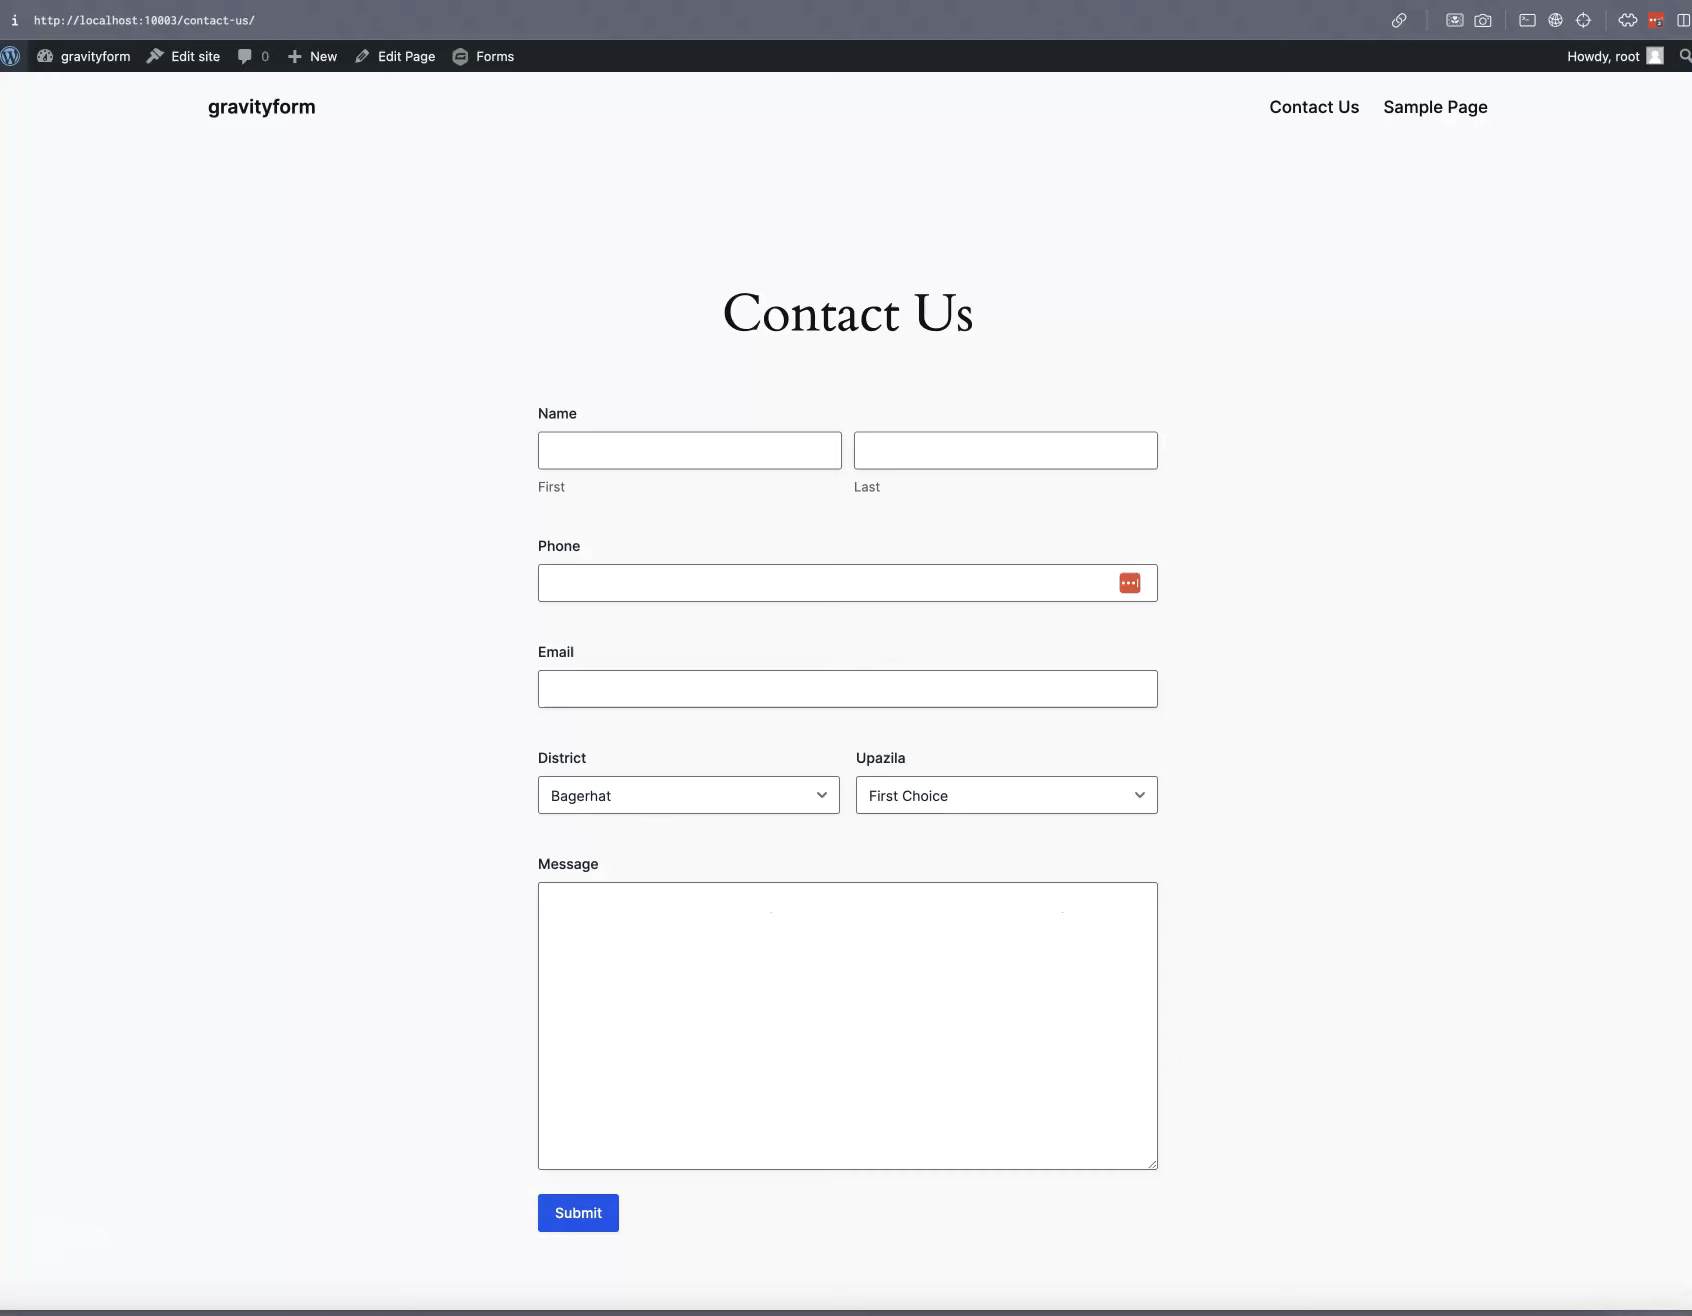 i http://localhost:10003/contact-us/
gravityform Edit site 0 New Edit Page Forms Howdy, root
gravityform Contact Us Sample Page
Contact Us
Name
First Last
Phone
Email
District Upazila
Bagerhat First Choice
Message
Submit